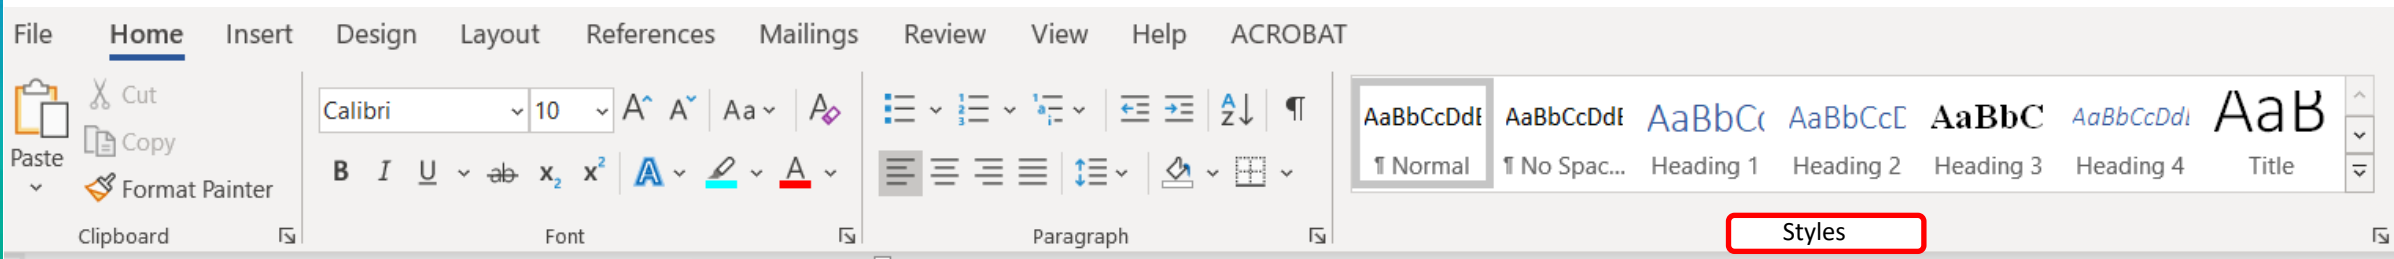 File Home Insert Design Layout References Mailings Review View Help ACROBAT
Cut
Copy
Paste
Format Painter
Clipboard
Calibri 10 A A Aa A
B I U ab x2 x2 A A
Font
A Z ¶
Paragraph
AaBbCcDdE AaBbCcDdE AaBbC AaBbCcD AaBbC AaBbCcDd AaB
¶ Normal ¶ No Spac... Heading 1 Heading 2 Heading 3 Heading 4 Title
Styles